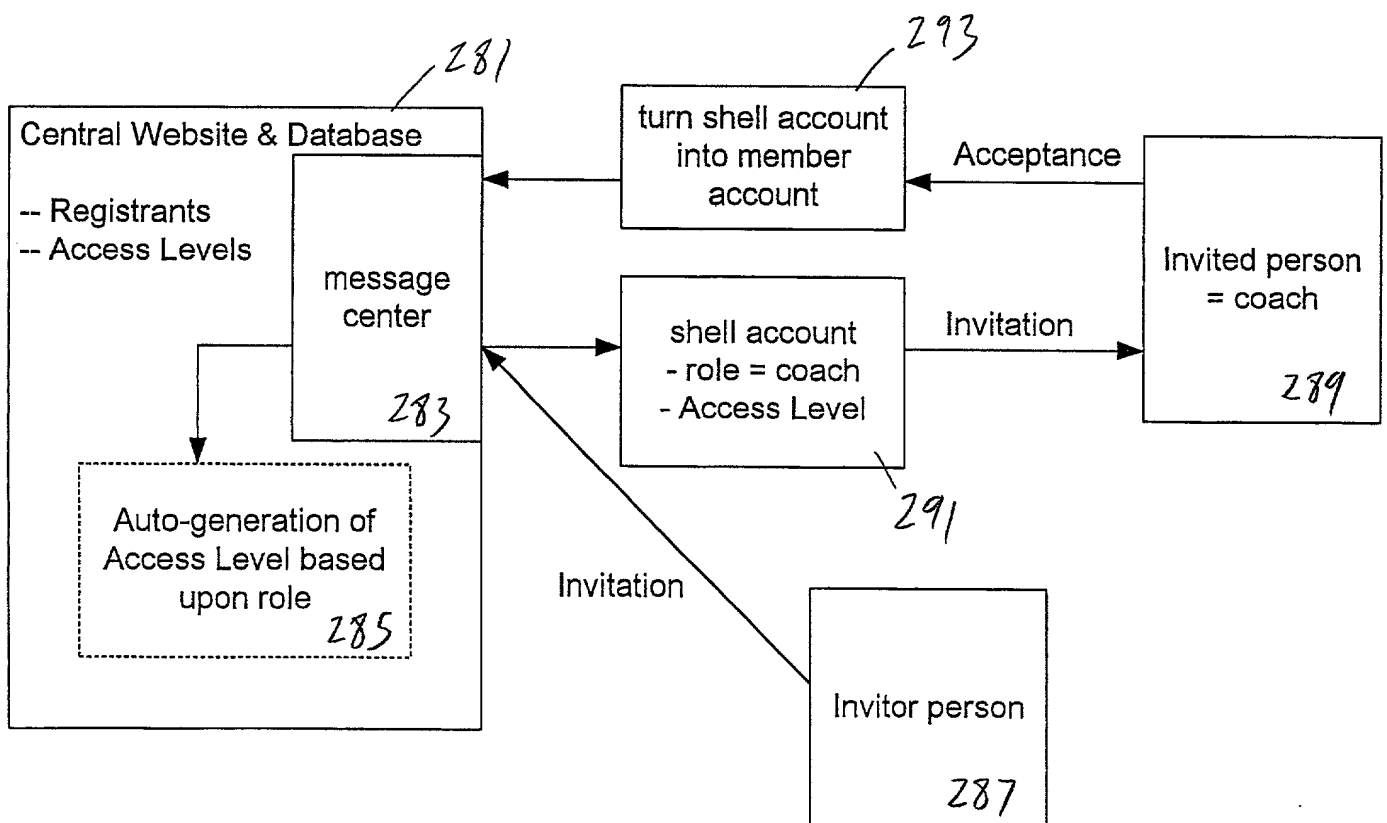 281
293
Central Website & Database
-- Registrants
-- Access Levels
message
center
283
Auto-generation of
Access Level based
upon role
285
turn shell account
into member
account
Acceptance
Invited person
= coach
289
shell account
- role = coach
- Access Level
291
Invitation
Invitation
Invitor person
287